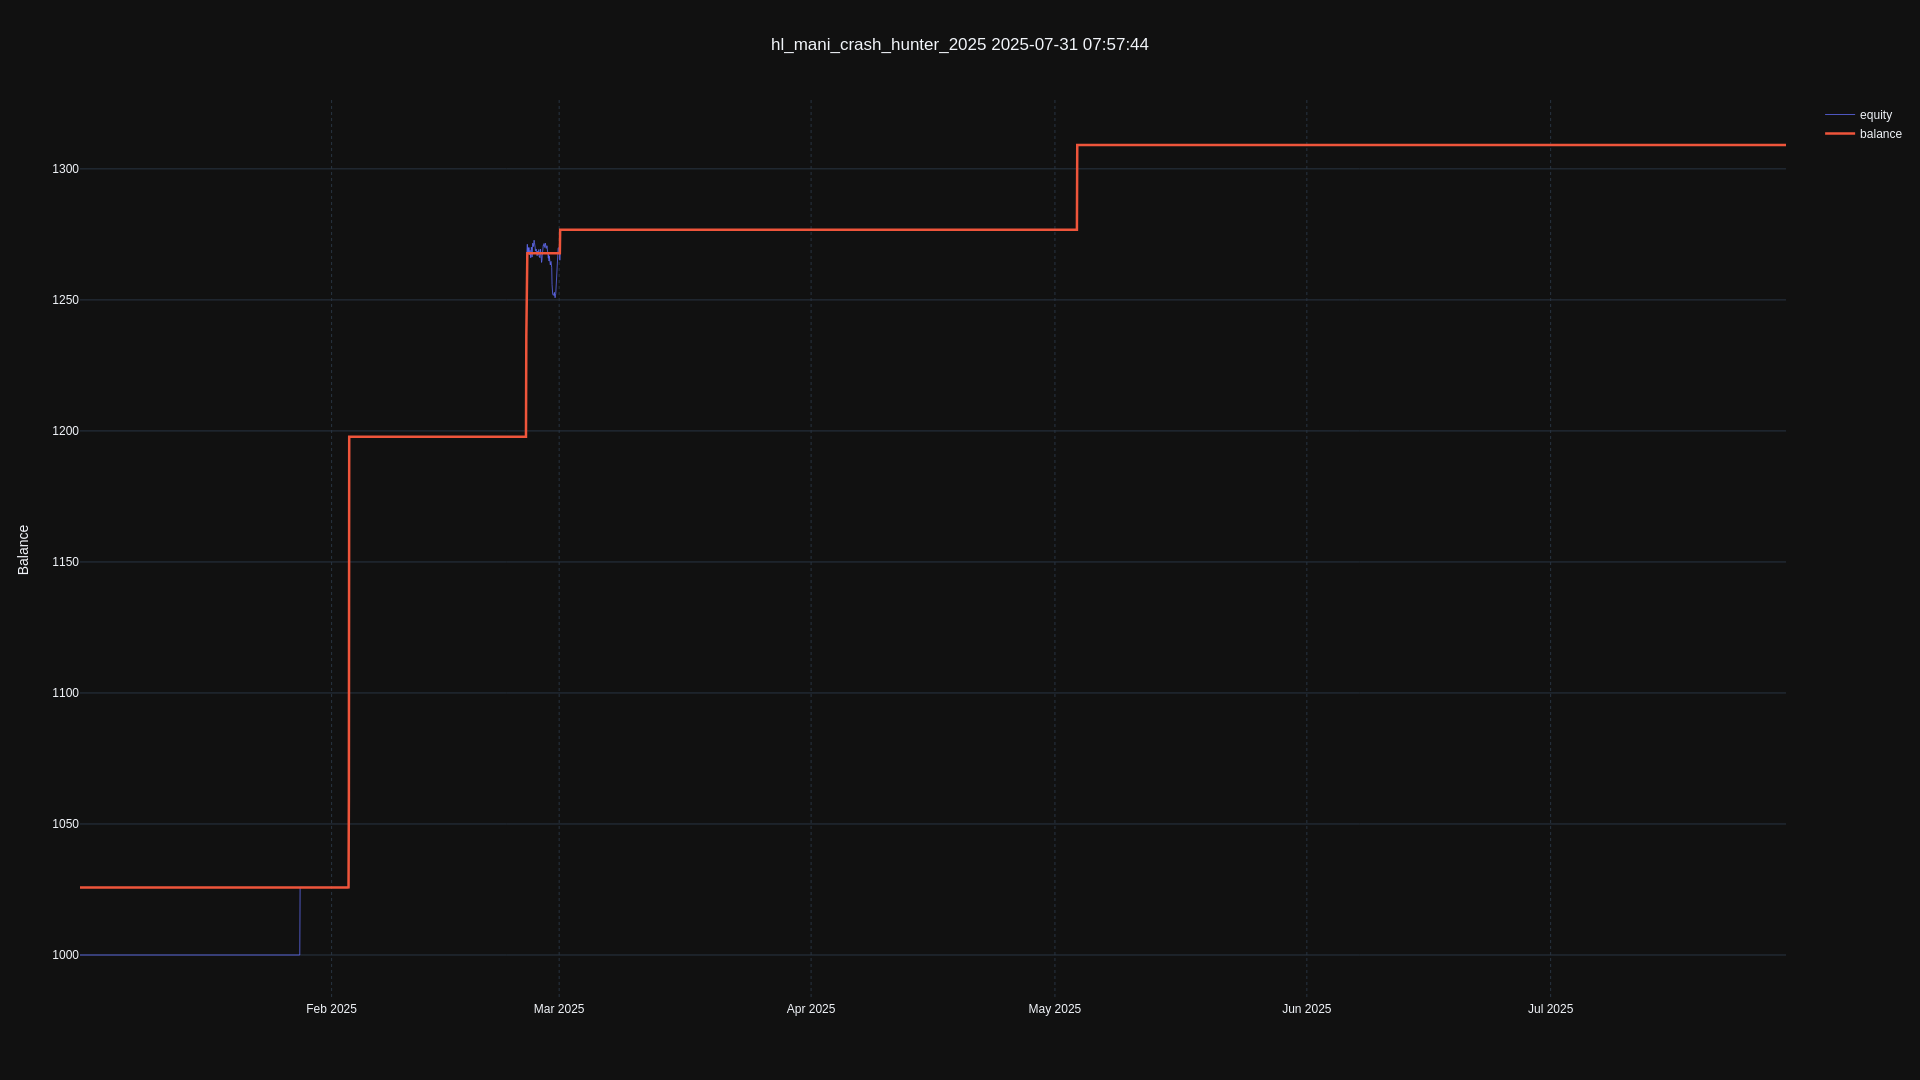 hl_mani_crash_hunter_2025 2025-07-31 07:57:44
equity
balance
1300
1250
1200
1150
1100
1050
1000
Balance
Feb 2025
Mar 2025
Apr 2025
May 2025
Jun 2025
Jul 2025